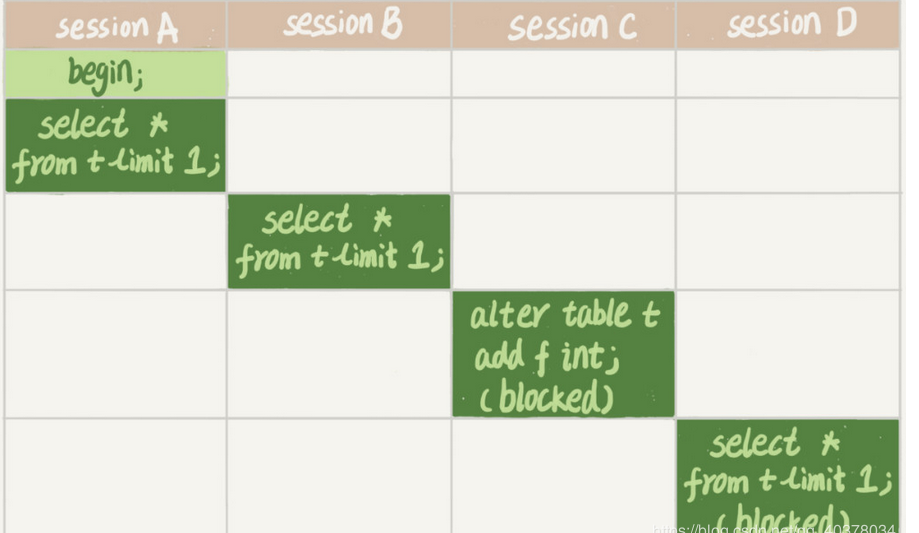 session A
session B
session C
session D
begin;
select *
from t limit 1;
select *
from t limit 1;
alter table t
add f int;
(blocked)
select *
from t limit 1;
(blocked)
https://blog.csdn.net/qq_40378034